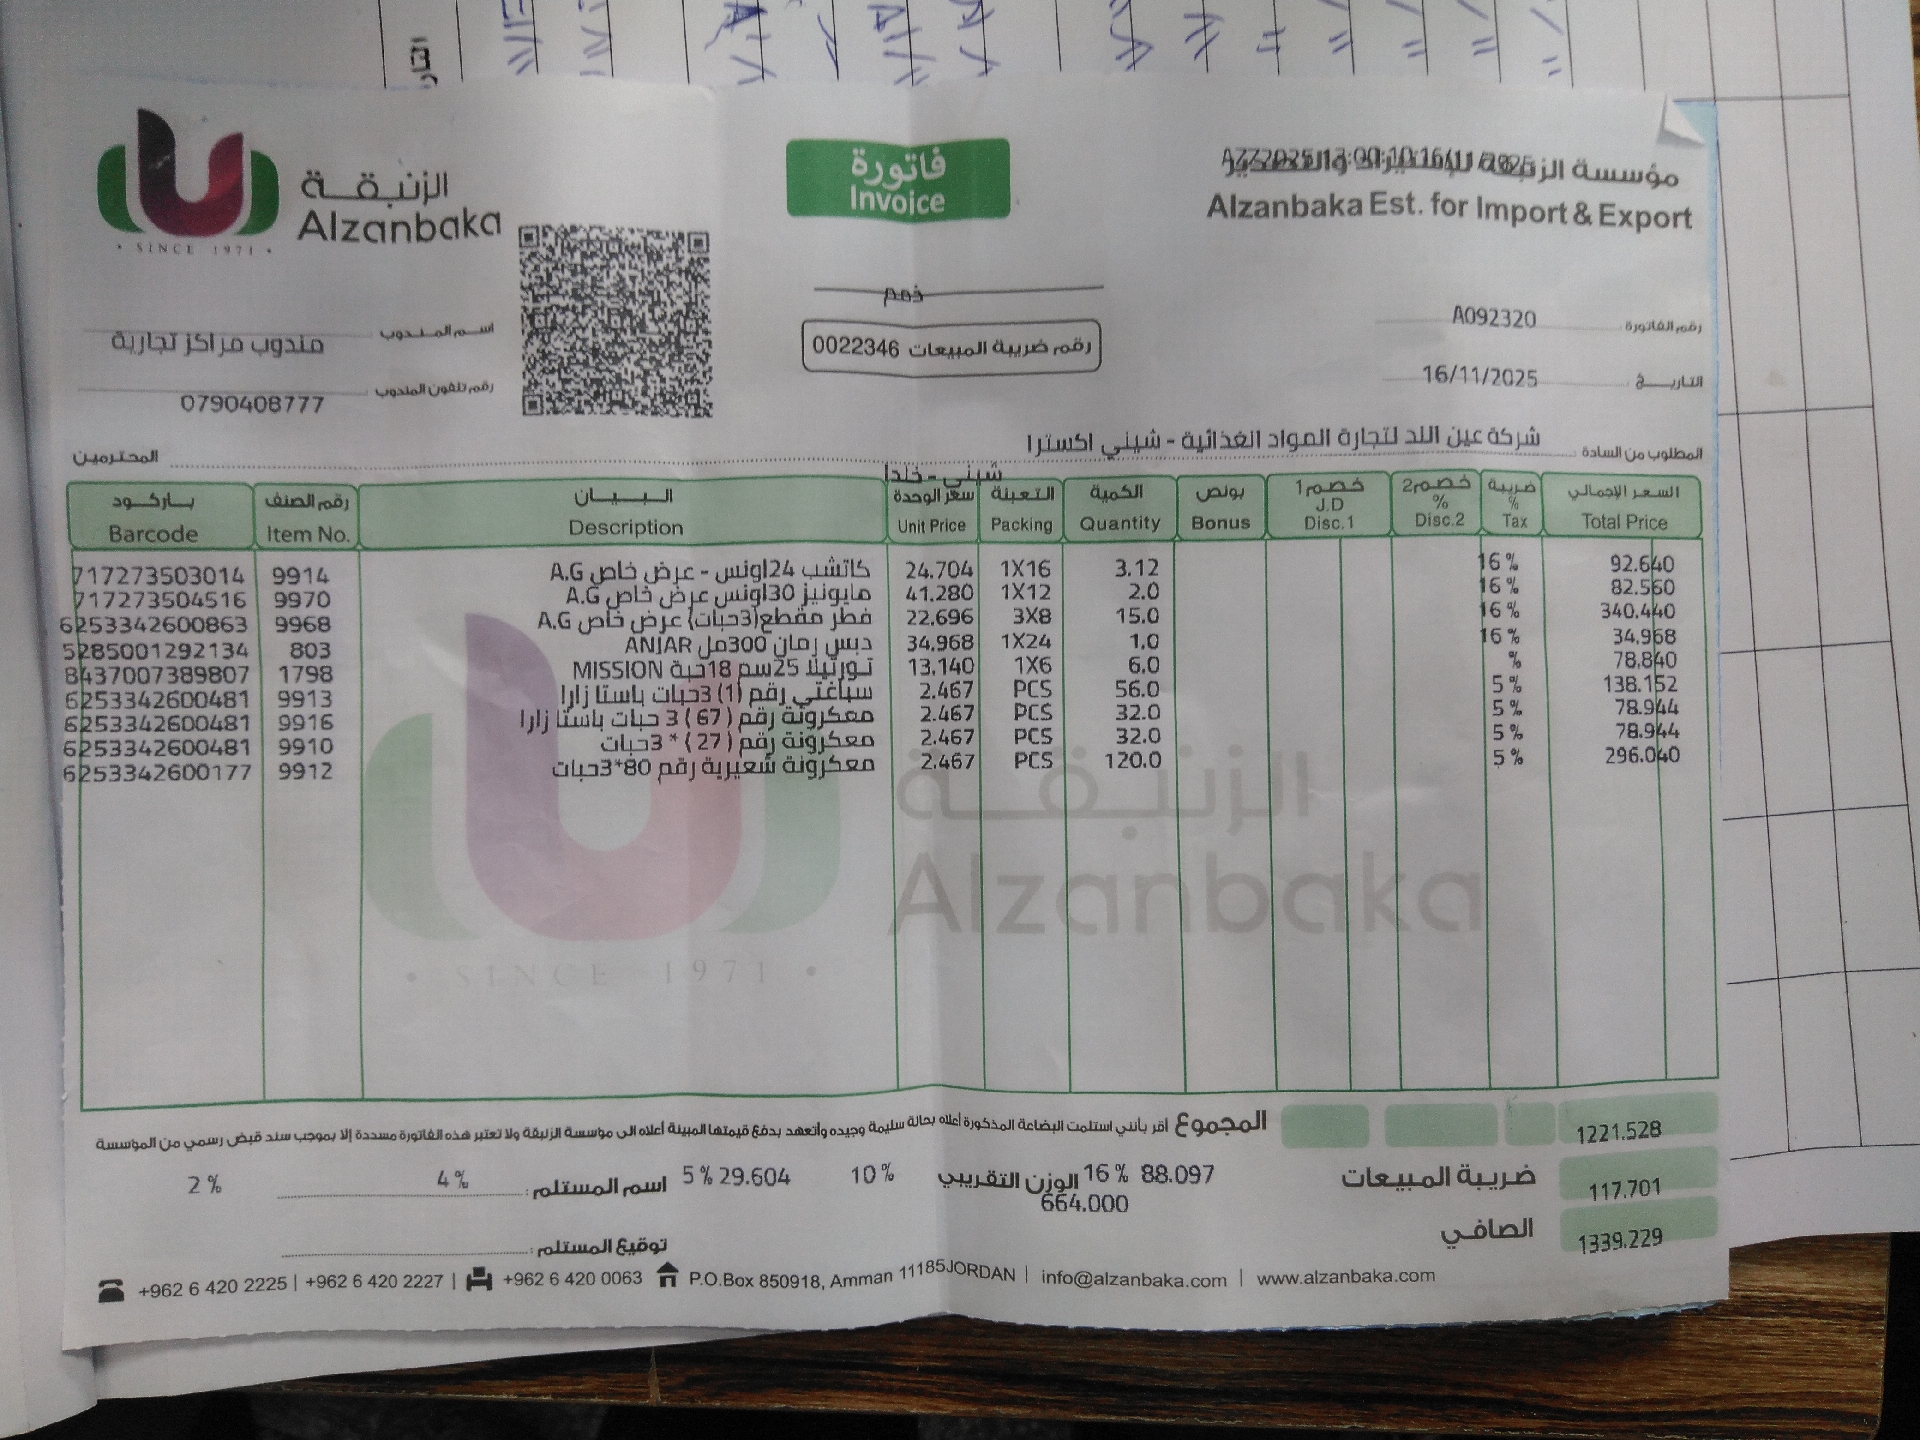 الزنبقة
Alzanbaka
• SINCE 1971 •
فاتورة
Invoice
مؤسسة الزنبقة للإستيراد والتصدير
Alzanbaka Est. for Import & Export
ذمم
رقم ضريبة المبيعات 0022346
رقم الفاتورة A092320
التاريخ 16/11/2025
اسم المندوب مندوب مراكز تجارية
رقم تلفون المندوب 0790408777
المطلوب من السادة شركة عين اللد لتجارة المواد الغذائية - شيني اكسترا المحترمين
شيني - خلدا
باركود رقم الصنف البيان سعر الوحدة التعبئة الكمية بونص خصم1 خصم2 ضريبة السعر الإجمالي
J.D % %
Barcode Item No. Description Unit Price Packing Quantity Bonus Disc.1 Disc.2 Tax Total Price
717273503014 9914 كاتشب 24اونس - عرض خاص A.G 24.704 1X16 3.12 16 % 92.640
717273504516 9970 مايونيز 30اونس عرض خاص A.G 41.280 1X12 2.0 16 % 82.560
6253342600863 9968 فطر مقطع(3حبات) عرض خاص A.G 22.696 3X8 15.0 16 % 340.440
5285001292134 803 دبس رمان 300مل ANJAR 34.968 1X24 1.0 16 % 34.968
8437007389807 1798 تورتيلا 25سم 18حبة MISSION 13.140 1X6 6.0 % 78.840
6253342600481 9913 سباغتي رقم (1) 3حبات باستا زارا 2.467 PCS 56.0 5 % 138.152
6253342600481 9916 معكرونة رقم ( 67 ) 3 حبات باستا زارا 2.467 PCS 32.0 5 % 78.944
6253342600481 9910 معكرونة رقم ( 27 ) * 3حبات 2.467 PCS 32.0 5 % 78.944
6253342600177 9912 معكرونة شعيرية رقم 80*3حبات 2.467 PCS 120.0 5 % 296.040
الزنبقة
Alzanbaka
• SINCE 1971 •
المجموع 1221.528
أقر بأنني استلمت البضاعة المذكورة أعلاه بحالة سليمة وجيده وأتعهد بدفع قيمتها المبينة أعلاه الى مؤسسة الزنبقة ولا تعتبر هذه الفاتورة مسددة إلا بموجب سند قبض رسمي من المؤسسة
ضريبة المبيعات 117.701
16 % 88.097 10 % 5 % 29.604 4 % 2 %
الوزن التقريبي 664.000
اسم المستلم :
الصافي 1339.229
توقيع المستلم :
+962 6 420 2225 | +962 6 420 2227 | +962 6 420 0063 P.O.Box 850918, Amman 11185 JORDAN | info@alzanbaka.com | www.alzanbaka.com